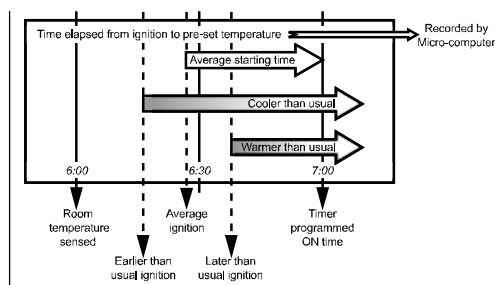 Time elapsed from ignition to pre-set temperature
Recorded by
Micro-computer
Average starting time
Cooler than usual
Warmer than usual
6:00
6:30
7:00
Room
temperature
sensed
Average
ignition
Timer
programmed
ON time
Earlier than
usual ignition
Later than
usual ignition